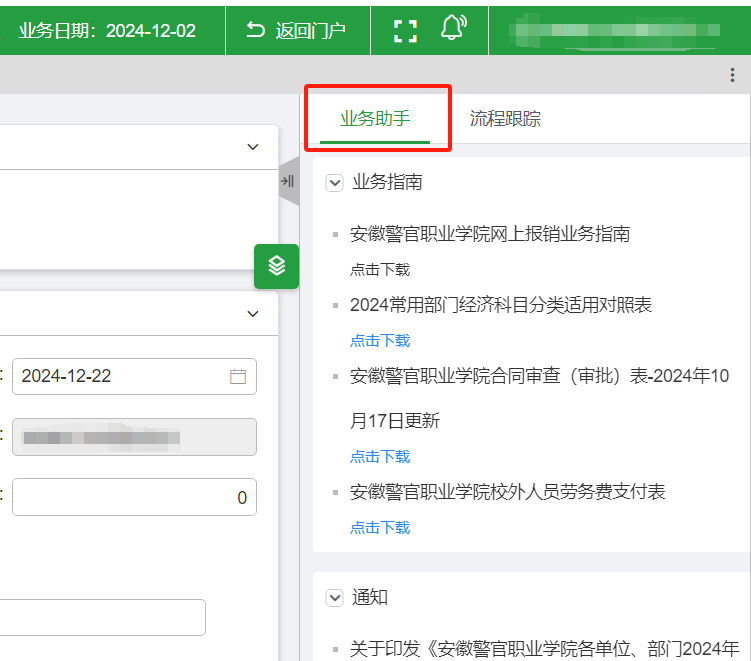 业务日期：2024-12-02
返回门户
业务助手
流程跟踪
业务指南
安徽警官职业学院网上报销业务指南
点击下载
2024常用部门经济科目分类适用对照表
点击下载
安徽警官职业学院合同审查（审批）表-2024年10
月17日更新
点击下载
安徽警官职业学院校外人员劳务费支付表
点击下载
: 2024-12-22
:
: 0
通知
关于印发《安徽警官职业学院各单位、部门2024年